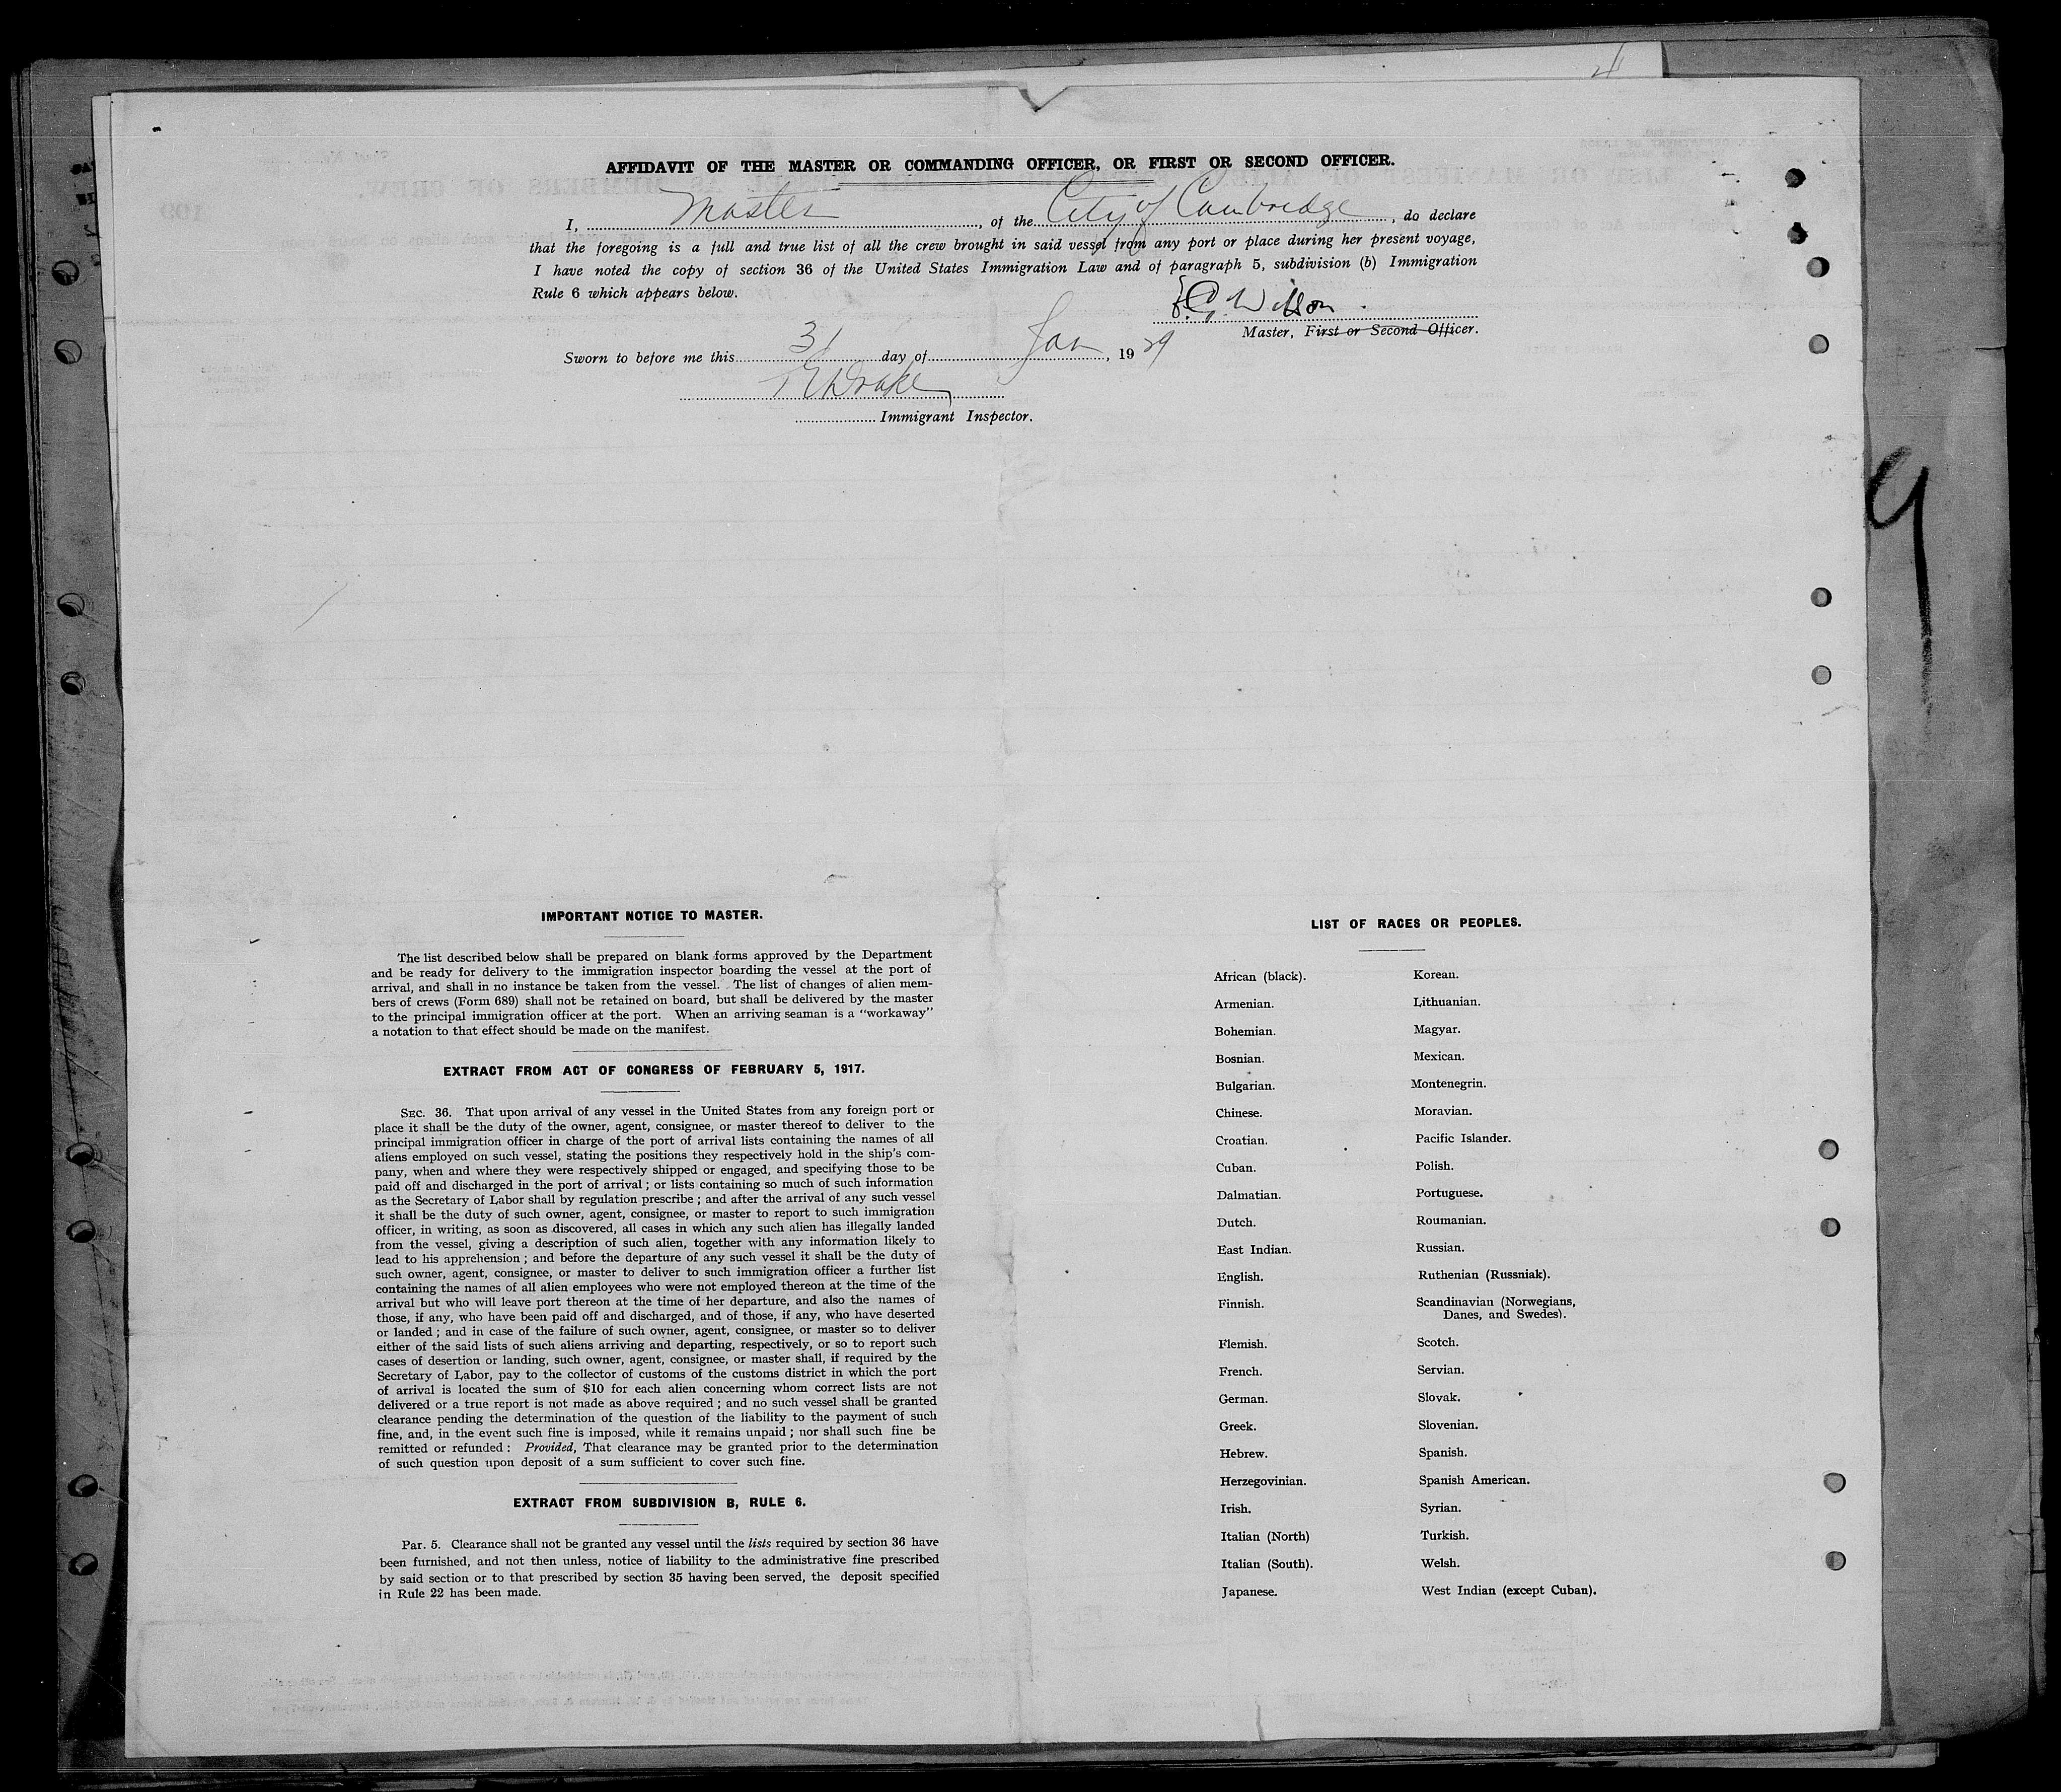 AFFIDAVIT OF THE MASTER OR COMMANDING OFFICER, OR FIRST OR SECOND OFFICER.
I, Master, of the City of Cambridge, do declare
that the foregoing is a full and true list of all the crew brought in said vessel from any port or place during her present voyage,
I have noted the copy of section 36 of the United States Immigration Law and of paragraph 5, subdivision (b) Immigration
Rule 6 which appears below.
Wilson
Master, First or Second Officer.
Sworn to before me this 31 day of Jan, 19 29
Drake
Immigrant Inspector.
9
IMPORTANT NOTICE TO MASTER.
The list described below shall be prepared on blank forms approved by the Department
and be ready for delivery to the immigration inspector boarding the vessel at the port of
arrival, and shall in no instance be taken from the vessel. The list of changes of alien mem-
bers of crews (Form 689) shall not be retained on board, but shall be delivered by the master
to the principal immigration officer at the port. When an arriving seaman is a "workaway"
a notation to that effect should be made on the manifest.
EXTRACT FROM ACT OF CONGRESS OF FEBRUARY 5, 1917.
SEC. 36. That upon arrival of any vessel in the United States from any foreign port or
place it shall be the duty of the owner, agent, consignee, or master thereof to deliver to the
principal immigration officer in charge of the port of arrival lists containing the names of all
aliens employed on such vessel, stating the positions they respectively hold in the ship's com-
pany, when and where they were respectively shipped or engaged, and specifying those to be
paid off and discharged in the port of arrival; or lists containing so much of such information
as the Secretary of Labor shall by regulation prescribe; and after the arrival of any such vessel
it shall be the duty of such owner, agent, consignee, or master to report to such immigration
officer, in writing, as soon as discovered, all cases in which any such alien has illegally landed
from the vessel, giving a description of such alien, together with any information likely to
lead to his apprehension; and before the departure of any such vessel it shall be the duty of
such owner, agent, consignee, or master to deliver to such immigration officer a further list
containing the names of all alien employees who were not employed thereon at the time of the
arrival but who will leave port thereon at the time of her departure, and also the names of
those, if any, who have been paid off and discharged, and of those, if any, who have deserted
or landed; and in case of the failure of such owner, agent, consignee, or master so to deliver
either of the said lists of such aliens arriving and departing, respectively, or so to report such
cases of desertion or landing, such owner, agent, consignee, or master shall, if required by the
Secretary of Labor, pay to the collector of customs of the customs district in which the port
of arrival is located the sum of $10 for each alien concerning whom correct lists are not
delivered or a true report is not made as above required; and no such vessel shall be granted
clearance pending the determination of the question of the liability to the payment of such
fine, and, in the event such fine is imposed, while it remains unpaid; nor shall such fine be
remitted or refunded: Provided, That clearance may be granted prior to the determination
of such question upon deposit of a sum sufficient to cover such fine.
EXTRACT FROM SUBDIVISION B, RULE 6.
Par. 5. Clearance shall not be granted any vessel until the lists required by section 36 have
been furnished, and not then unless, notice of liability to the administrative fine prescribed
by said section or to that prescribed by section 35 having been served, the deposit specified
in Rule 22 has been made.
LIST OF RACES OR PEOPLES.
African (black). Korean.
Armenian. Lithuanian.
Bohemian. Magyar.
Bosnian. Mexican.
Bulgarian. Montenegrin.
Chinese. Moravian.
Croatian. Pacific Islander.
Cuban. Polish.
Dalmatian. Portuguese.
Dutch. Roumanian.
East Indian. Russian.
English. Ruthenian (Russniak).
Finnish. Scandinavian (Norwegians,
Danes, and Swedes).
Flemish. Scotch.
French. Servian.
German. Slovak.
Greek. Slovenian.
Hebrew. Spanish.
Herzegovinian. Spanish American.
Irish. Syrian.
Italian (North) Turkish.
Italian (South). Welsh.
Japanese. West Indian (except Cuban).